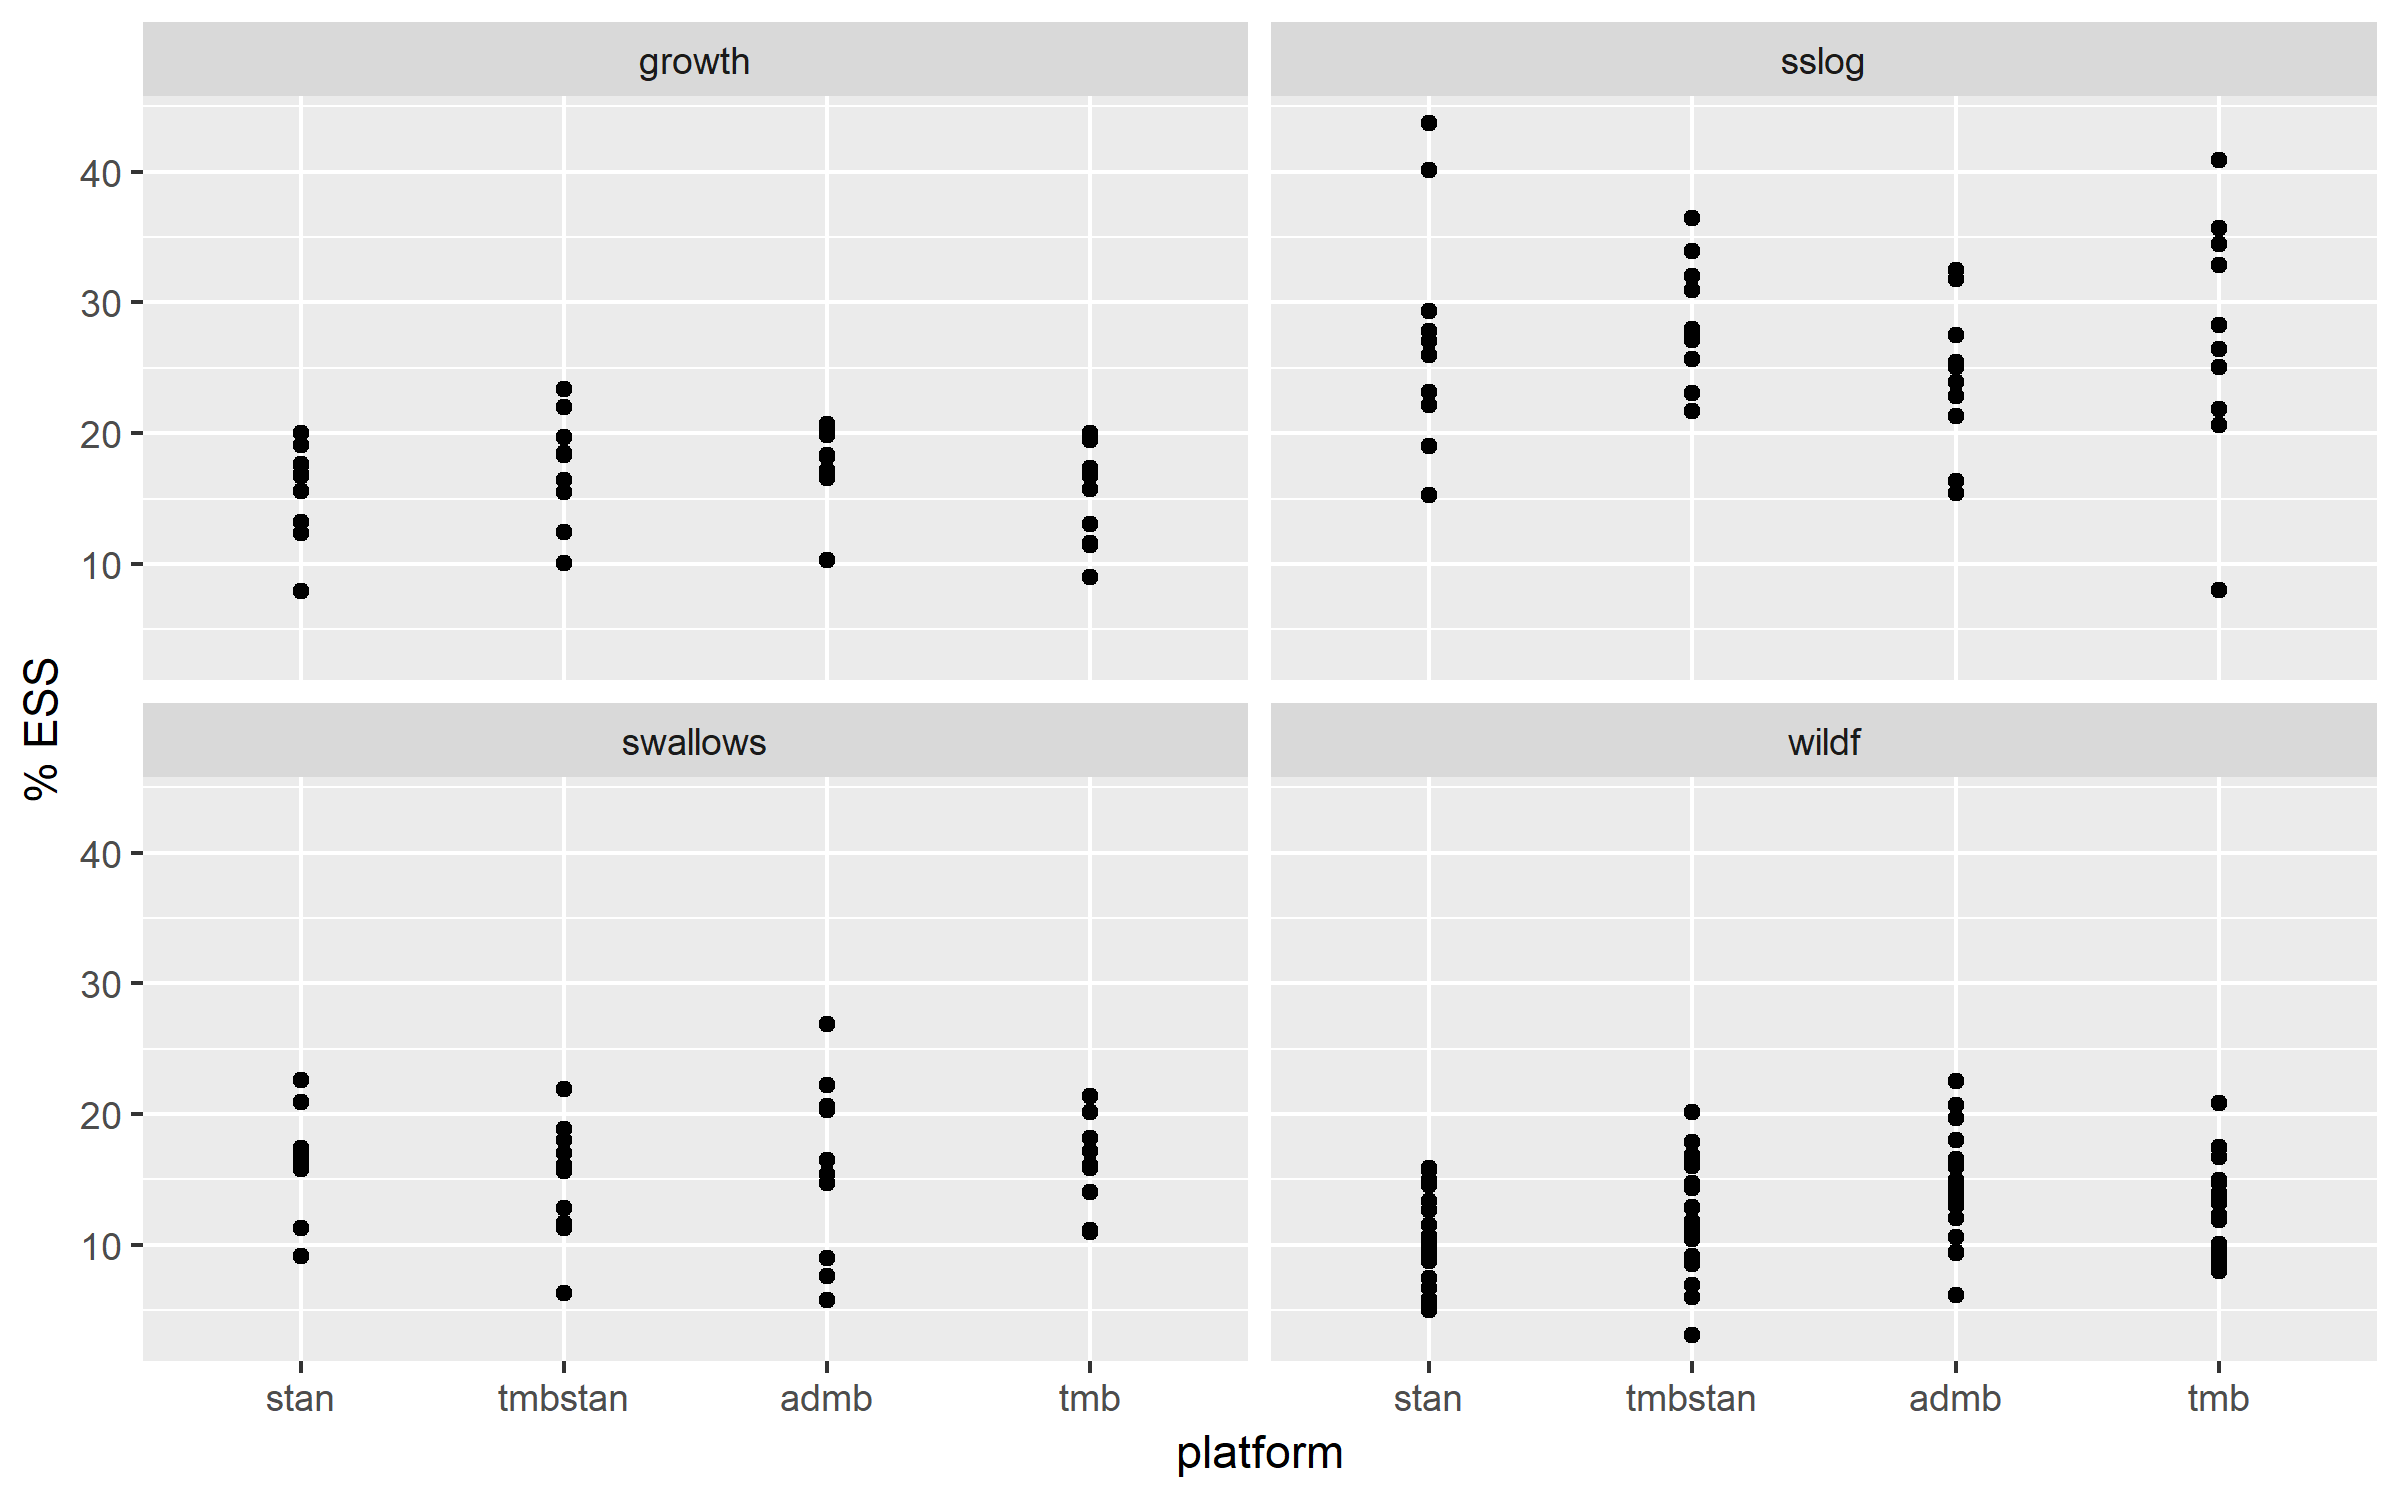 growth
sslog
40
30
20
10
% ESS
swallows
wildf
40
30
20
10
stan tmbstan admb tmb stan tmbstan admb tmb
platform